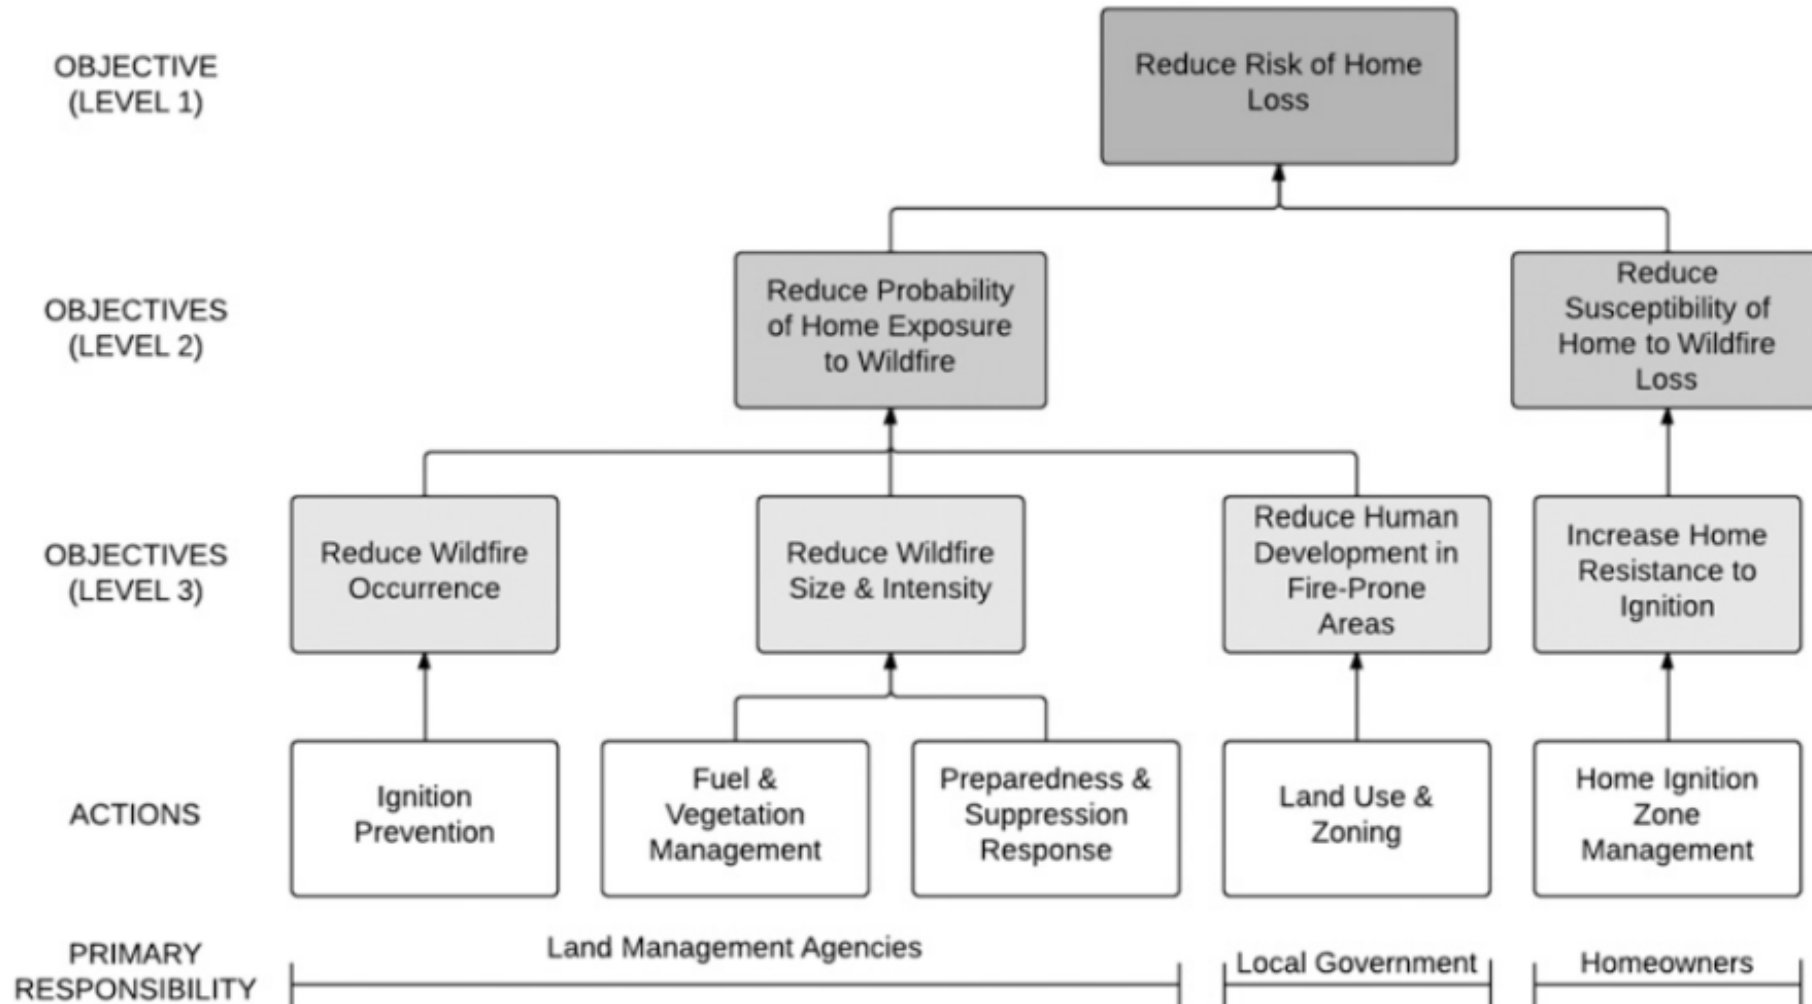 OBJECTIVE
(LEVEL 1)
Reduce Risk of Home
Loss
OBJECTIVES
(LEVEL 2)
Reduce Probability
of Home Exposure
to Wildfire
Reduce
Susceptibility of
Home to Wildfire
Loss
OBJECTIVES
(LEVEL 3)
Reduce Wildfire
Occurrence
Reduce Wildfire
Size & Intensity
Reduce Human
Development in
Fire-Prone
Areas
Increase Home
Resistance to
Ignition
ACTIONS
Ignition
Prevention
Fuel &
Vegetation
Management
Preparedness &
Suppression
Response
Land Use &
Zoning
Home Ignition
Zone
Management
PRIMARY
RESPONSIBILITY
Land Management Agencies
Local Government
Homeowners